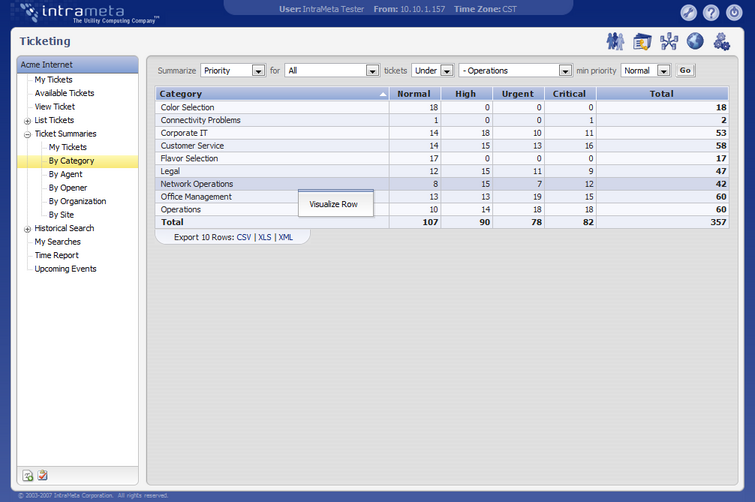 intrameta
The Utility Computing Company™
User: IntraMeta Tester From: 10.10.1.157 Time Zone: CST
Ticketing
Acme Internet
My Tickets
Available Tickets
View Ticket
List Tickets
Ticket Summaries
My Tickets
By Category
By Agent
By Opener
By Organization
By Site
Historical Search
My Searches
Time Report
Upcoming Events
Summarize Priority for All tickets Under - Operations min priority Normal Go
Category Normal High Urgent Critical Total
Color Selection 18 0 0 0 18
Connectivity Problems 1 0 0 1 2
Corporate IT 14 18 10 11 53
Customer Service 14 15 13 16 58
Flavor Selection 17 0 0 0 17
Legal 12 15 11 9 47
Network Operations 8 15 7 12 42
Office Management 13 13 19 15 60
Operations 10 14 18 18 60
Total 107 90 78 82 357
Visualize Row
Export 10 Rows: CSV | XLS | XML
© 2003-2007 IntraMeta Corporation. All rights reserved.